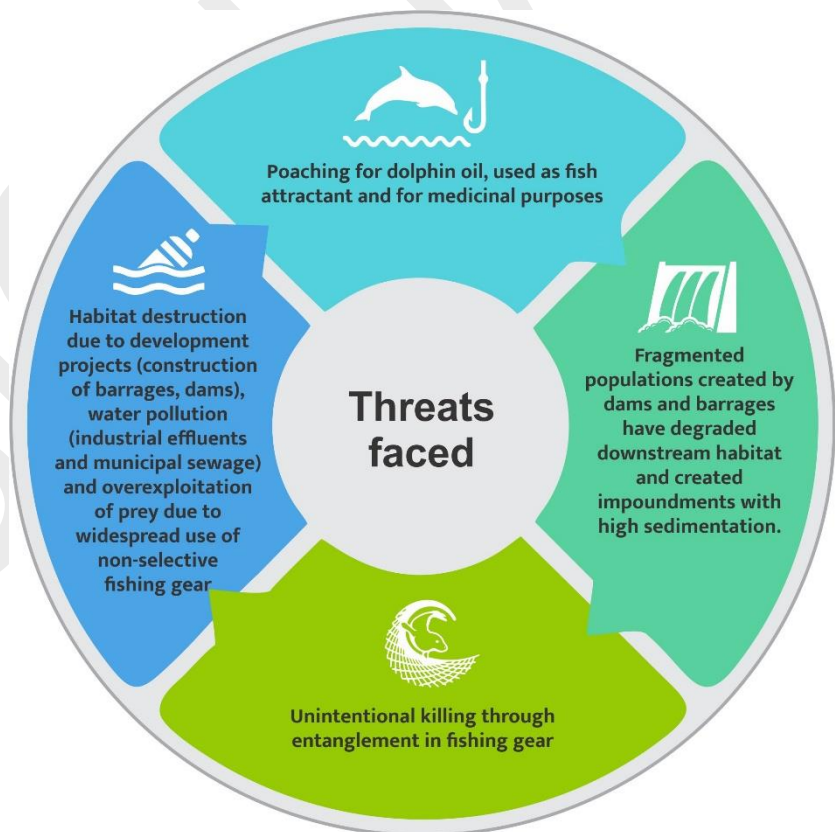 Poaching for dolphin oil, used as fish
attractant and for medicinal purposes
Fragmented
populations created by
dams and barrages
have degraded
downstream habitat
and created
impoundments with
high sedimentation.
Unintentional killing through
entanglement in fishing gear
Habitat destruction
due to development
projects (construction
of barrages, dams),
water pollution
(industrial effluents
and municipal sewage)
and overexploitation
of prey due to
widespread use of
non-selective
fishing gear
Threats
faced